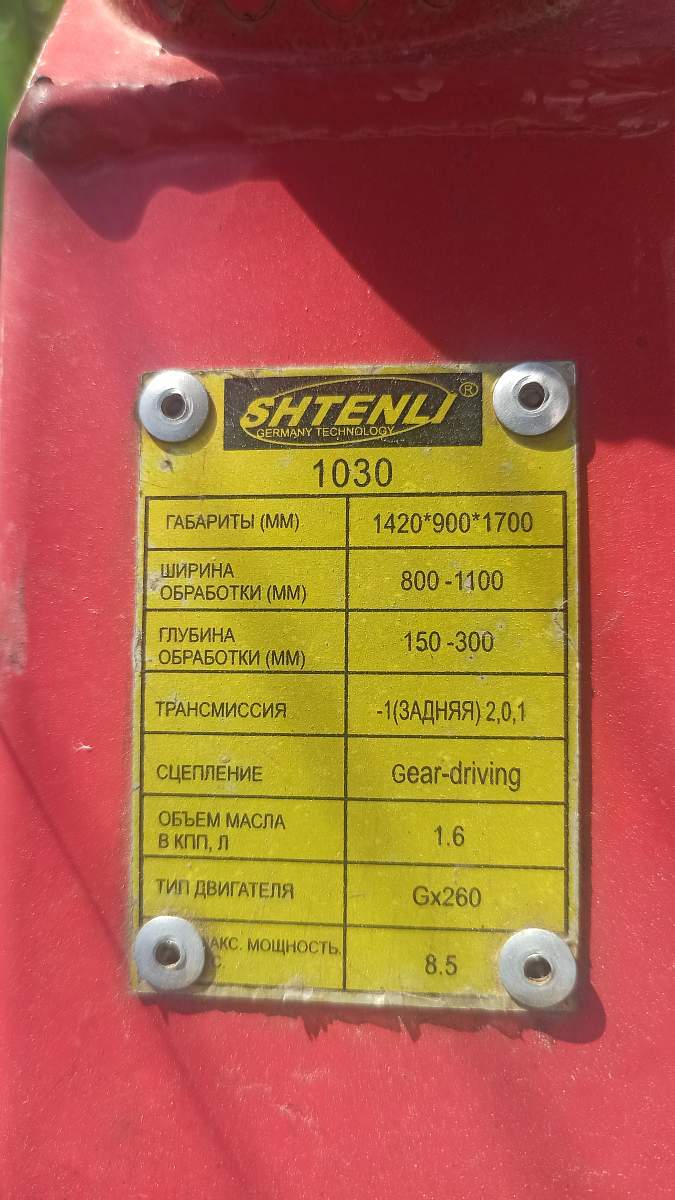 SHTENLI ®
GERMANY TECHNOLOGY
1030
ГАБАРИТЫ (ММ) 1420*900*1700
ШИРИНА
ОБРАБОТКИ (ММ) 800 -1100
ГЛУБИНА
ОБРАБОТКИ (ММ) 150 -300
ТРАНСМИССИЯ -1(ЗАДНЯЯ) 2,0,1
СЦЕПЛЕНИЕ Gear-driving
ОБЪЕМ МАСЛА
В КПП, Л 1.6
ТИП ДВИГАТЕЛЯ Gx260
МОЩНОСТЬ, 8.5